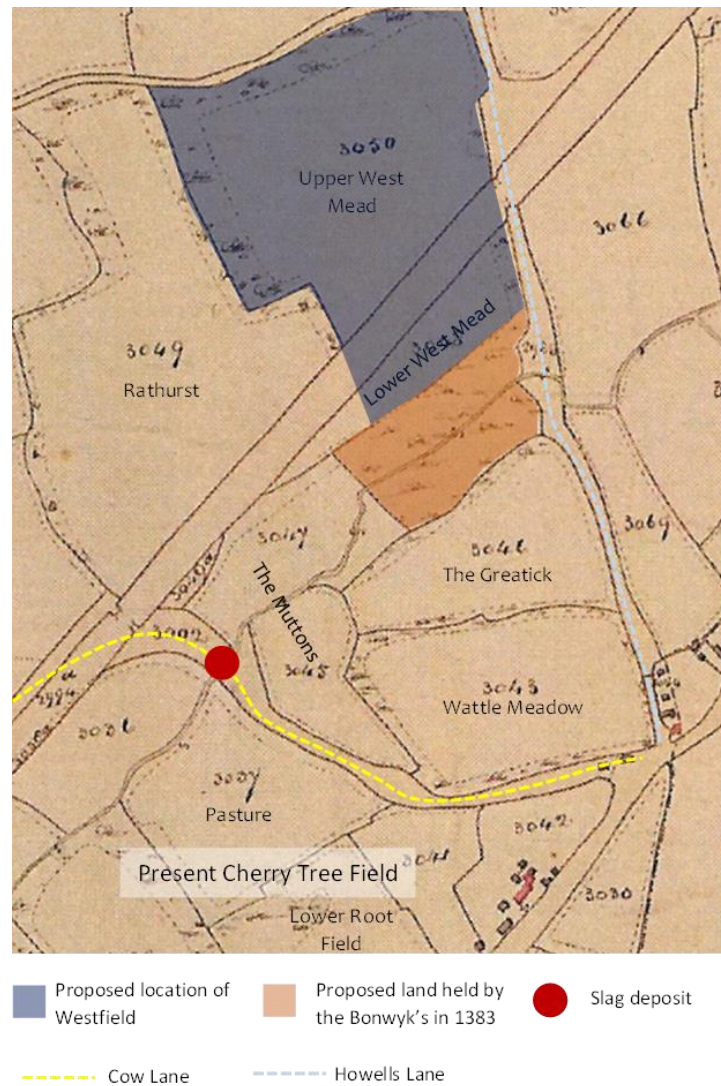 3050
Upper West
Mead
3066
Lower West Mead
3049
Rathurst
3069
3047
3046
The Greatick
The Muttons
3045
3043
Wattle Meadow
3036
3037
Pasture
3042
3041
3030
Present Cherry Tree Field
Lower Root
Field
Proposed location of
Westfield
Proposed land held by
the Bonwyk's in 1383
Slag deposit
Cow Lane
Howells Lane